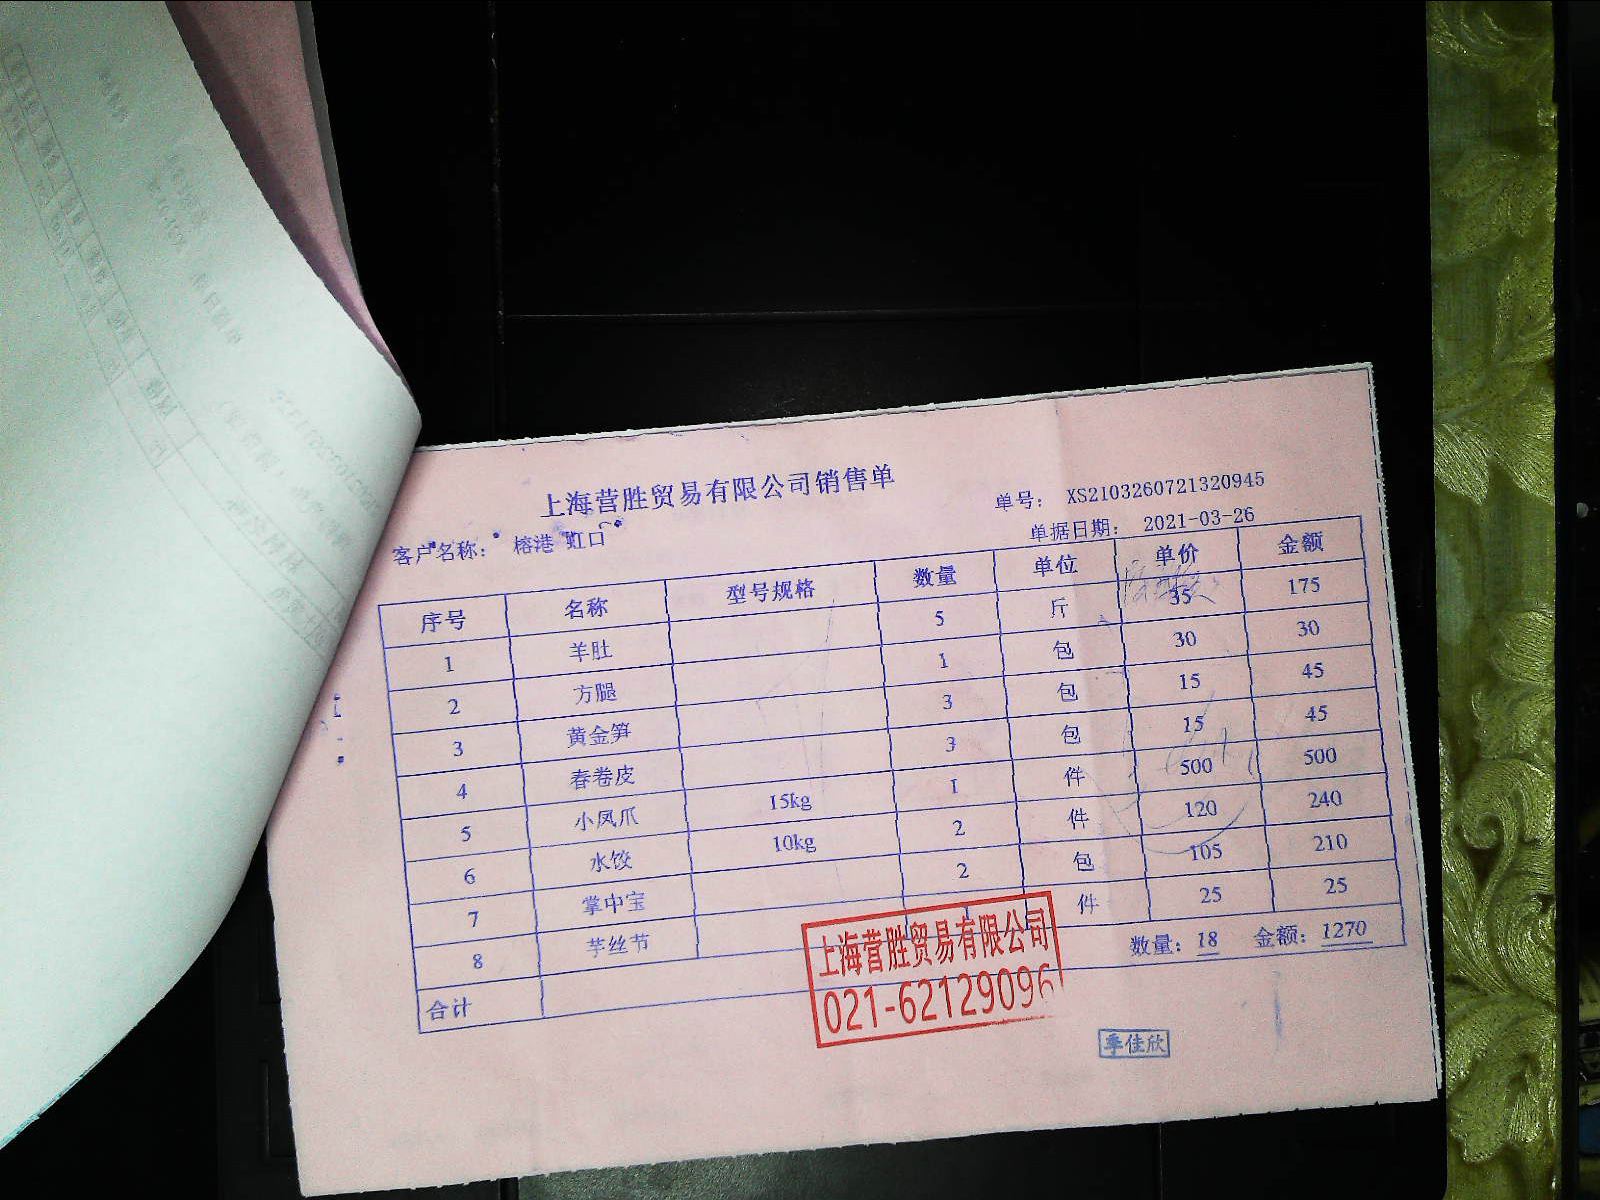 上海营胜贸易有限公司销售单
单号： XS2103260721320945
客户名称： 榕港 虹口
单据日期： 2021-03-26
序号 名称 型号规格 数量 单位 单价 金额
1 羊肚 5 斤 35 175
2 方腿 1 包 30 30
3 黄金笋 3 包 15 45
4 春卷皮 3 包 15 45
5 小凤爪 15kg 1 件 500 500
6 水饺 10kg 2 件 120 240
7 掌中宝 2 包 105 210
8 芋丝节 1 件 25 25
合计 数量：18 金额：1270
上海营胜贸易有限公司
021-62129096
季佳欣